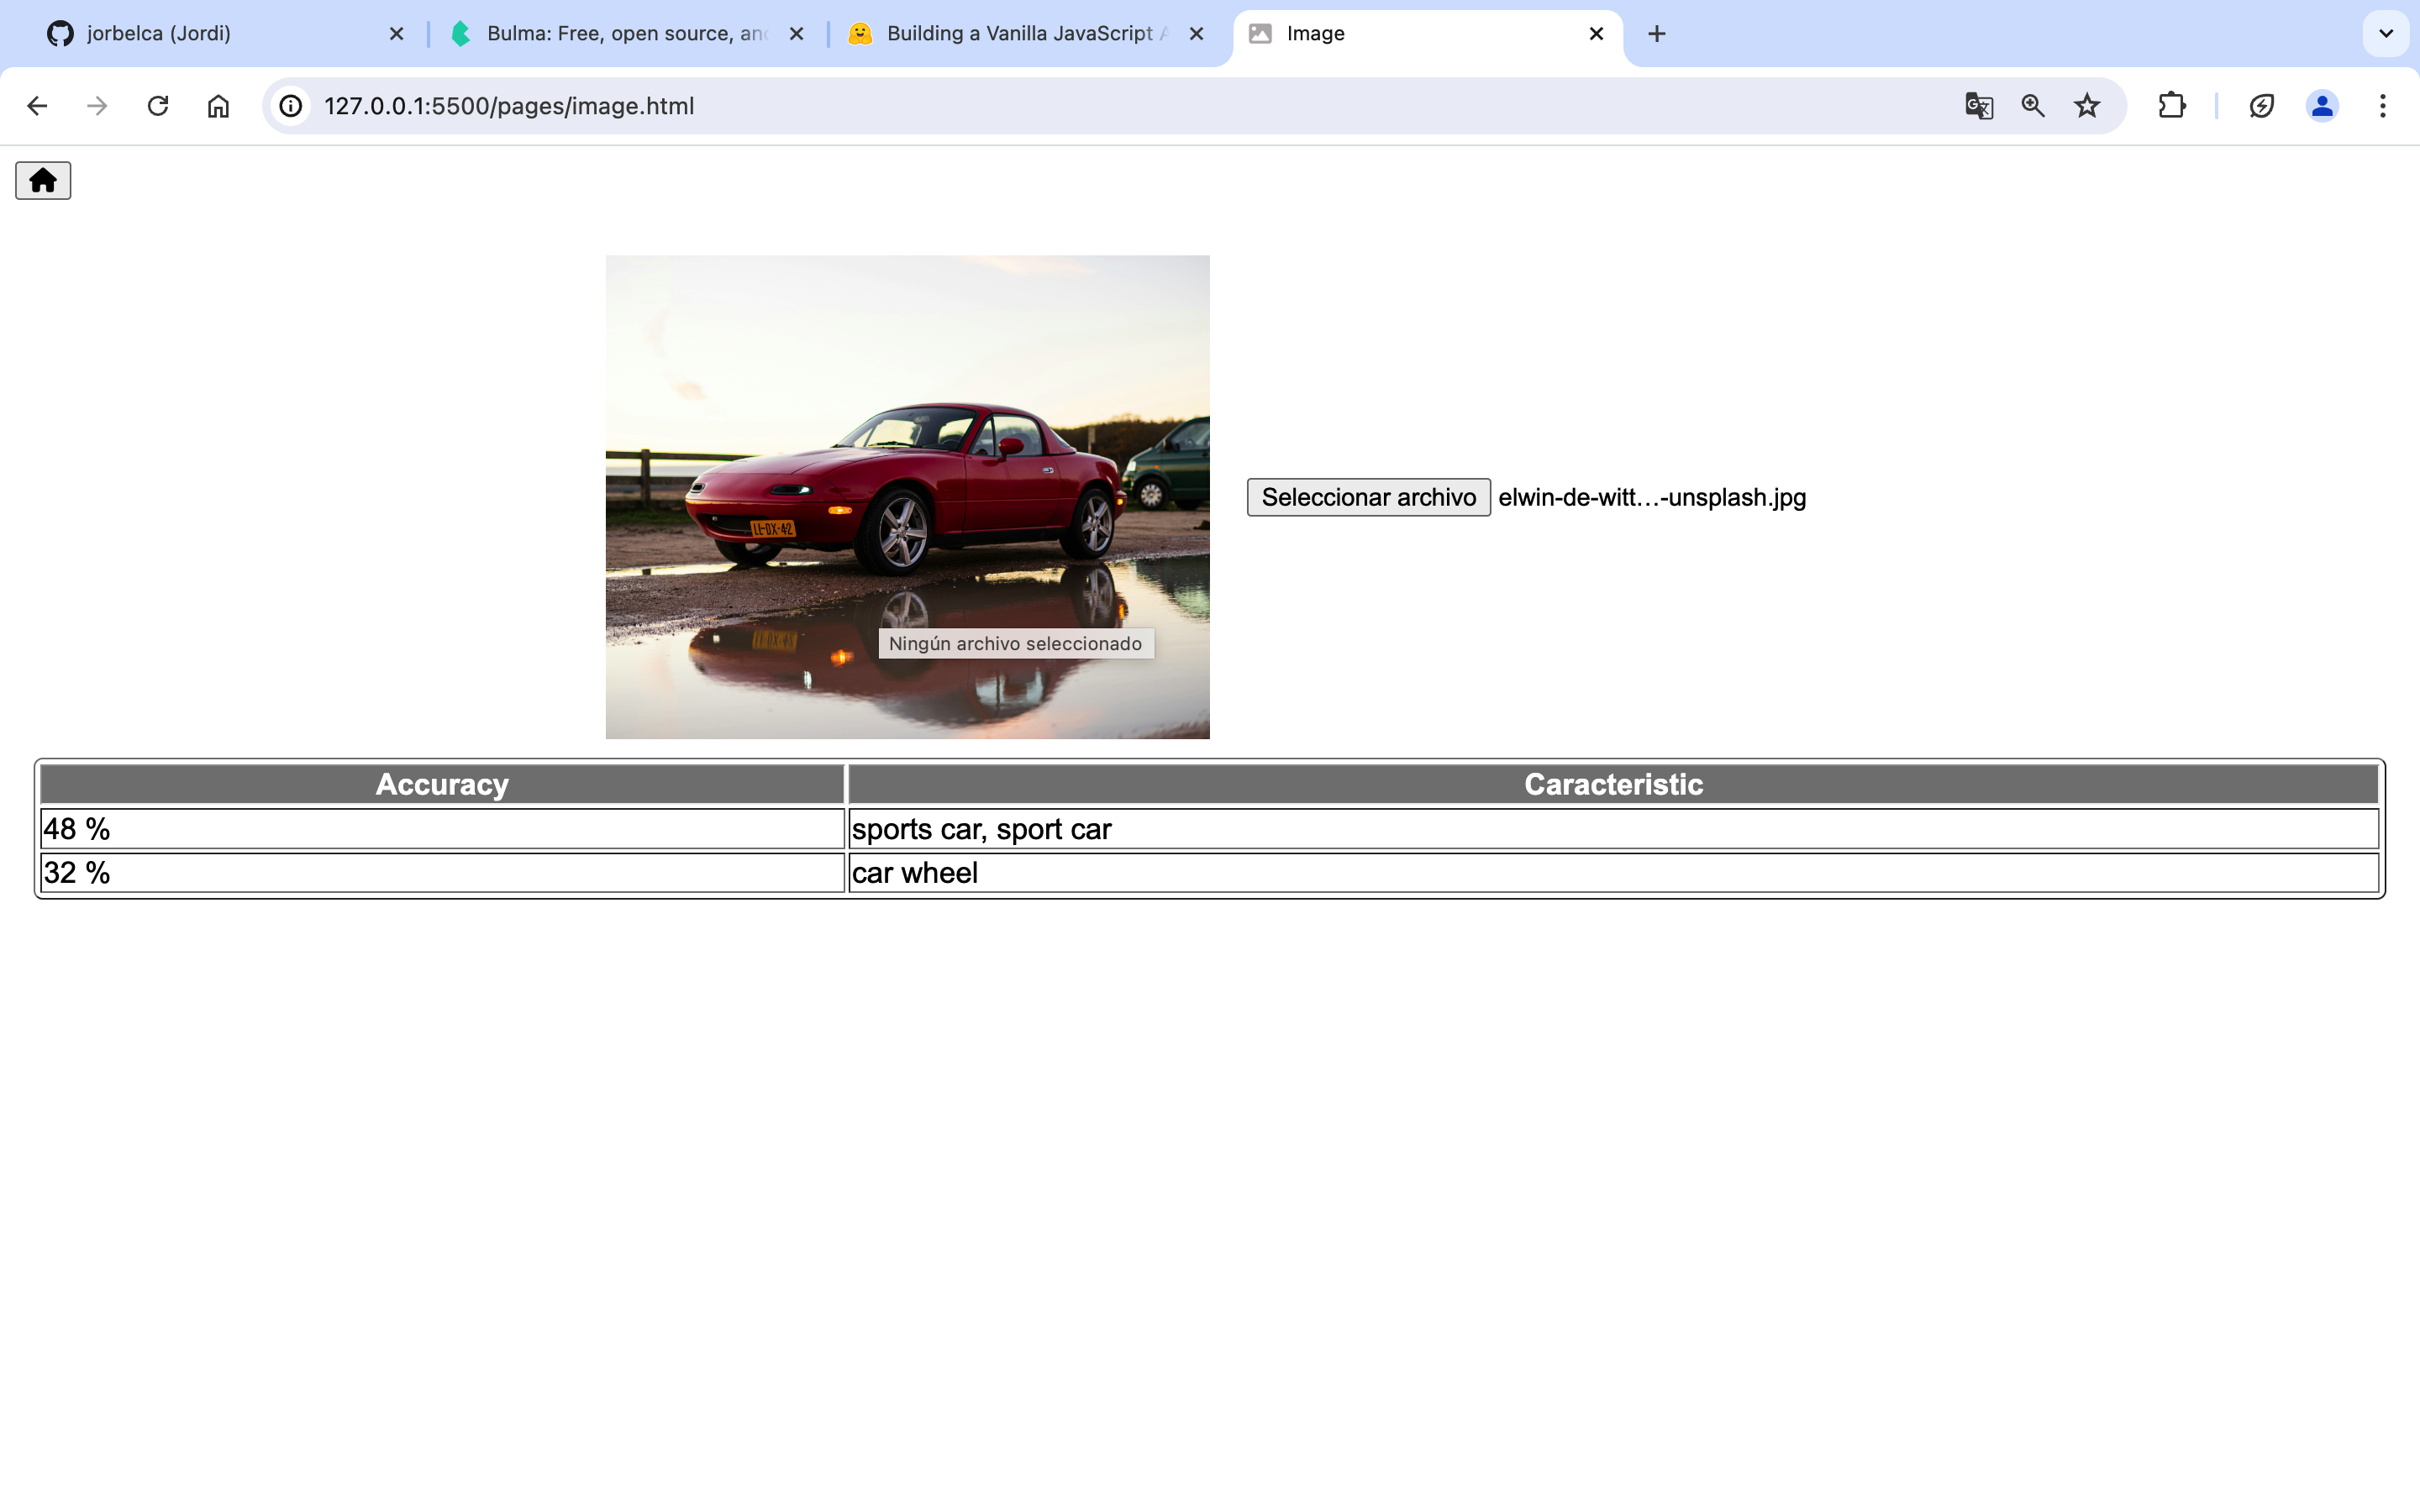 jorbelca (Jordi)
Bulma: Free, open source, an
Building a Vanilla JavaScript A
Image
127.0.0.1:5500/pages/image.html
LL-DX-42
Seleccionar archivo elwin-de-witt…-unsplash.jpg
Ningún archivo seleccionado
Accuracy Caracteristic
48 % sports car, sport car
32 % car wheel